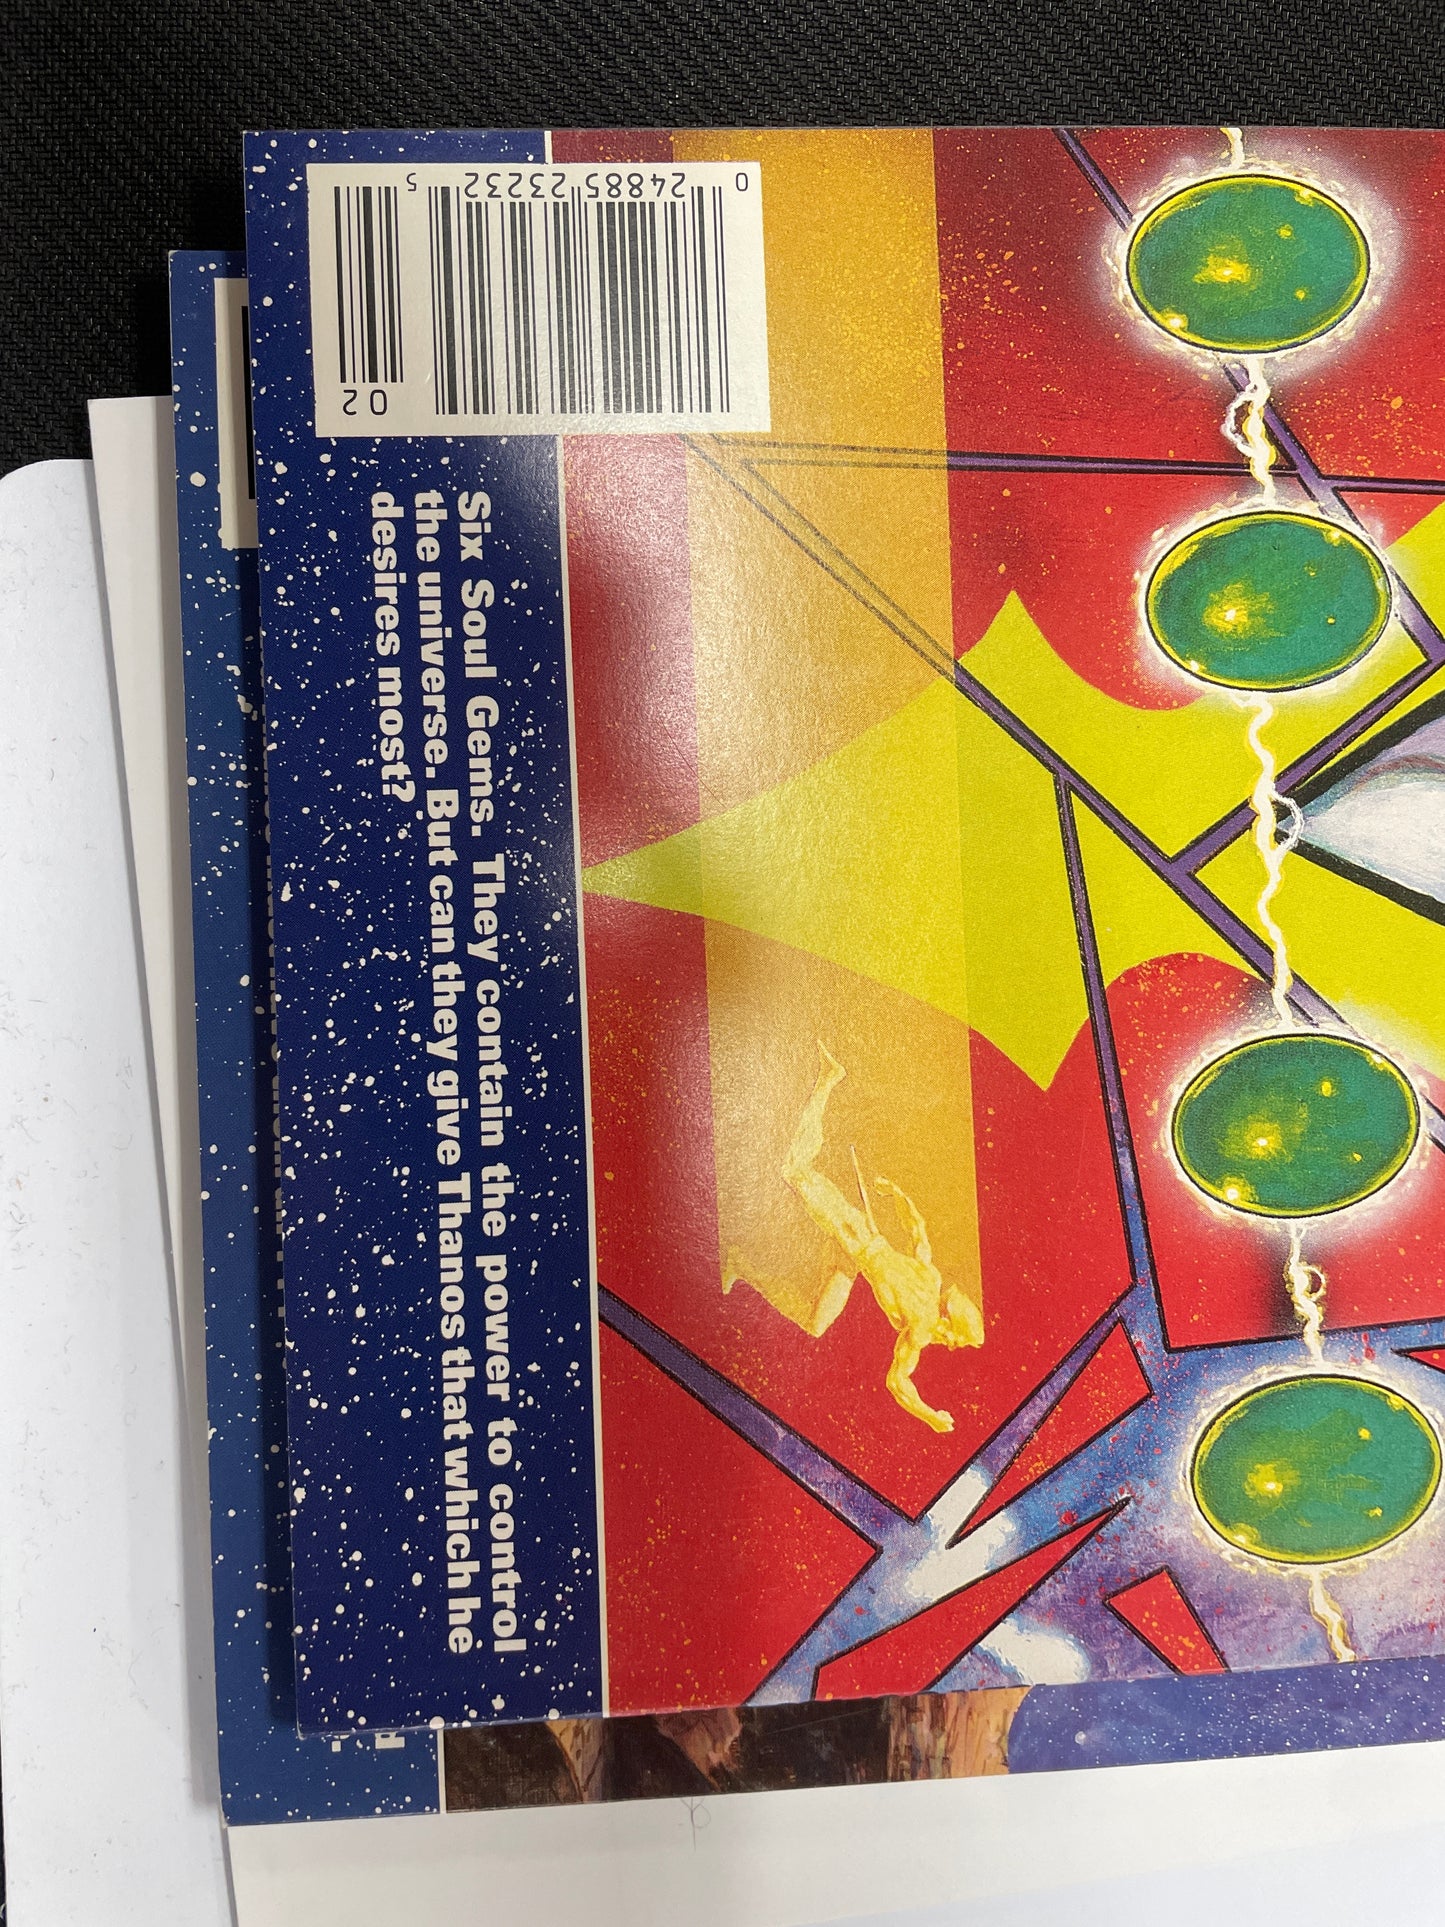 0 24885 23232 5
02
Six Soul Gems. They contain the power to control
the universe. But can they give Thanos that which he
desires most?
d
.